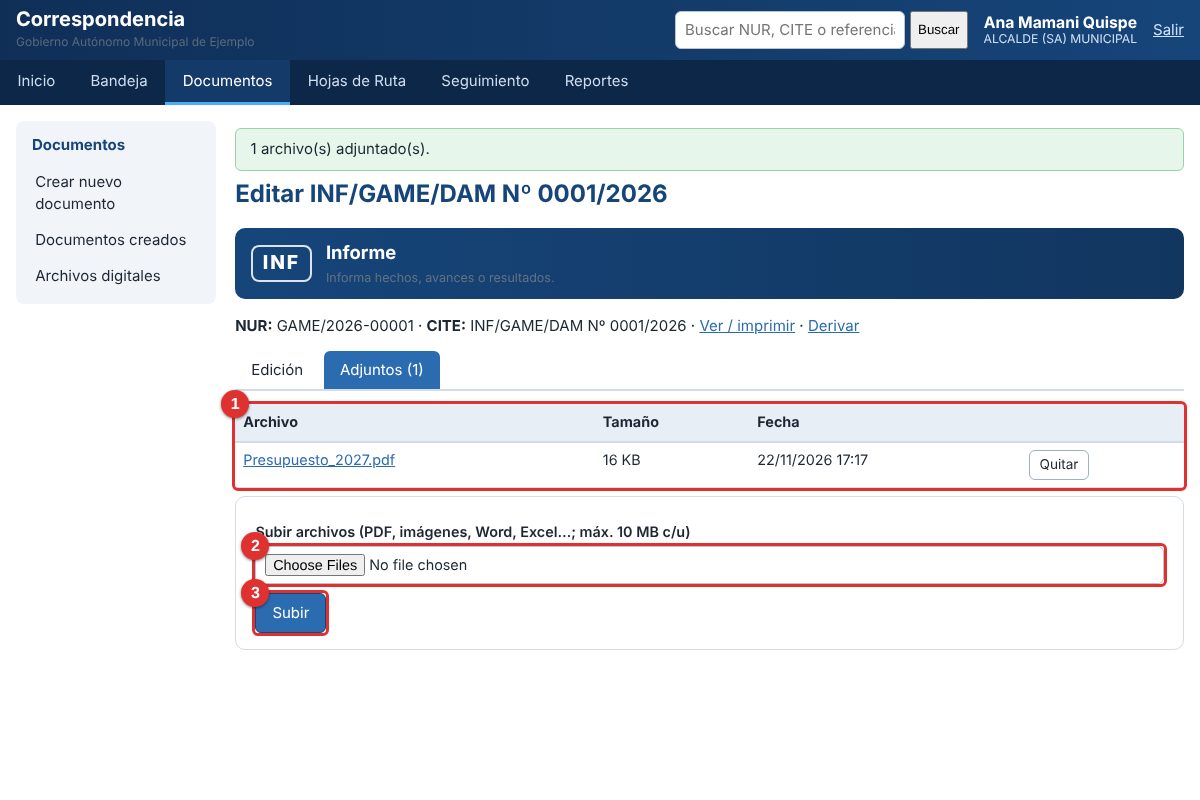 Correspondencia
Gobierno Autónomo Municipal de Ejemplo
Buscar NUR, CITE o referenci
Buscar
Ana Mamani Quispe
ALCALDE (SA) MUNICIPAL
Salir
Inicio
Bandeja
Documentos
Hojas de Ruta
Seguimiento
Reportes
Documentos
Crear nuevo
documento
Documentos creados
Archivos digitales
1 archivo(s) adjuntado(s).
Editar INF/GAME/DAM Nº 0001/2026
INF
Informe
Informa hechos, avances o resultados.
NUR: GAME/2026-00001 · CITE: INF/GAME/DAM Nº 0001/2026 · Ver / imprimir · Derivar
Edición
Adjuntos (1)
1
Archivo Tamaño Fecha
Presupuesto_2027.pdf 16 KB 22/11/2026 17:17 Quitar
Subir archivos (PDF, imágenes, Word, Excel...; máx. 10 MB c/u)
2
Choose Files No file chosen
3
Subir